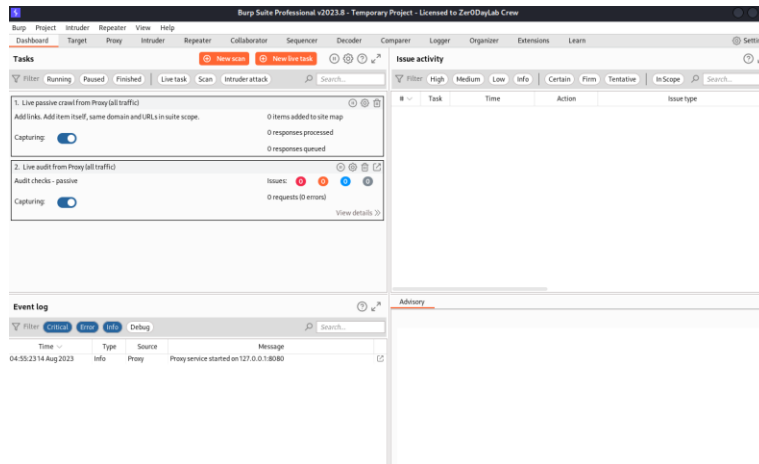 Burp Suite Professional v2023.8 - Temporary Project - Licensed to Zer0DayLab Crew
Burp Project Intruder Repeater View Help
Dashboard Target Proxy Intruder Repeater Collaborator Sequencer Decoder Comparer Logger Organizer Extensions Learn Settin
Tasks New scan New live task
Filter Running Paused Finished Live task Scan Intruder attack Search...
1. Live passive crawl from Proxy (all traffic)
Add links. Add item itself, same domain and URLs in suite scope. 0 items added to site map
0 responses processed
Capturing:
0 responses queued
2. Live audit from Proxy (all traffic)
Audit checks - passive Issues: 0 0 0 0
Capturing: 0 requests (0 errors)
View details
Issue activity
Filter High Medium Low Info Certain Firm Tentative In Scope Search...
# Task Time Action Issue type
Event log
Filter Critical Error Info Debug Search...
Time Type Source Message
04:55:23 14 Aug 2023 Info Proxy Proxy service started on 127.0.0.1:8080
Advisory